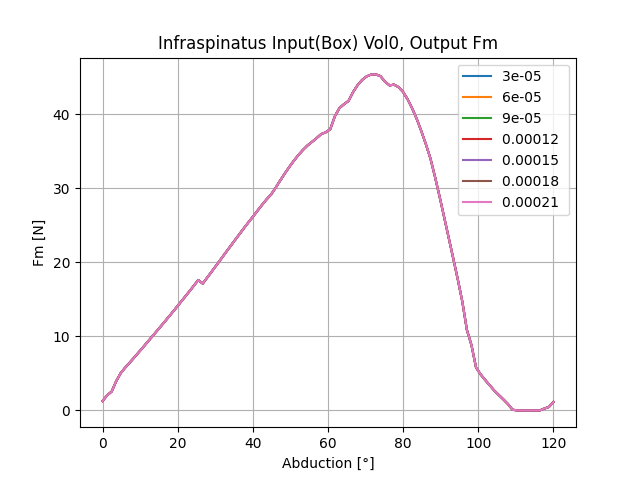 Infraspinatus Input(Box) Vol0, Output Fm
3e-05
6e-05
9e-05
0.00012
0.00015
0.00018
0.00021
Fm [N]
40
30
20
10
0
0 20 40 60 80 100 120
Abduction [°]